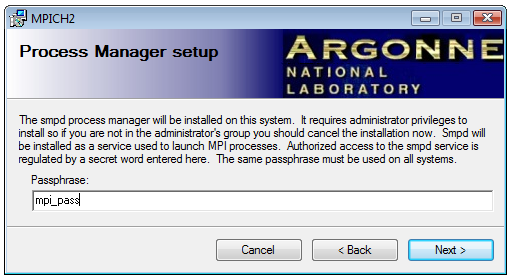 MPICH2
Process Manager setup
ARGONNE
NATIONAL
LABORATORY
The smpd process manager will be installed on this system. It requires administrator privileges to
install so if you are not in the administrator's group you should cancel the installation now. Smpd will
be installed as a service used to launch MPI processes. Authorized access to the smpd service is
regulated by a secret word entered here. The same passphrase must be used on all systems.
Passphrase:
mpi_pass
Cancel
< Back
Next >